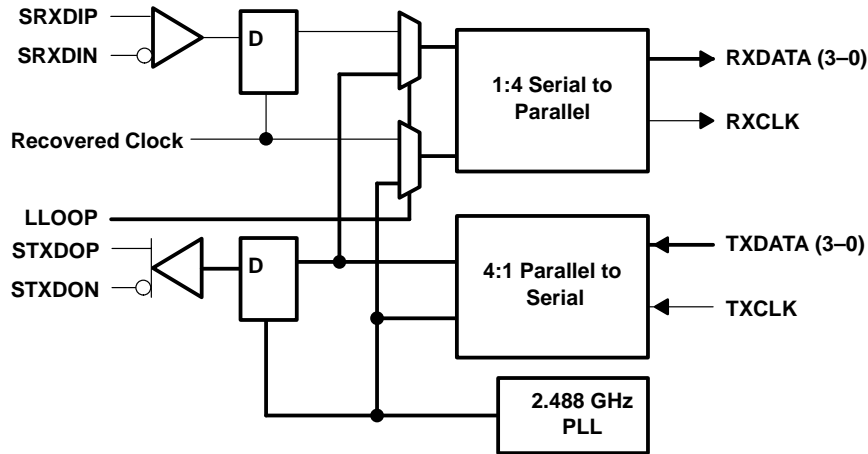 SRXDIP
SRXDIN
D
1:4 Serial to
Parallel
RXDATA (3–0)
RXCLK
Recovered Clock
LLOOP
STXDOP
STXDON
D
4:1 Parallel to
Serial
TXDATA (3–0)
TXCLK
2.488 GHz
PLL